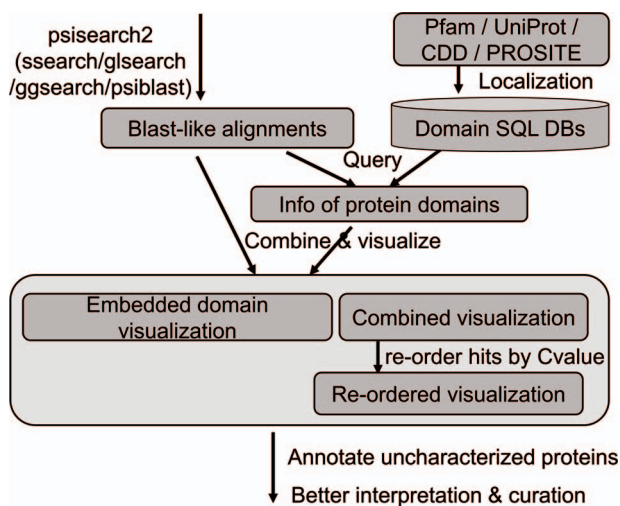 psisearch2
(ssearch/glsearch
/ggsearch/psiblast)
Pfam / UniProt /
CDD / PROSITE
Localization
Blast-like alignments
Domain SQL DBs
Query
Info of protein domains
Combine & visualize
Embedded domain
visualization
Combined visualization
re-order hits by Cvalue
Re-ordered visualization
Annotate uncharacterized proteins
Better interpretation & curation